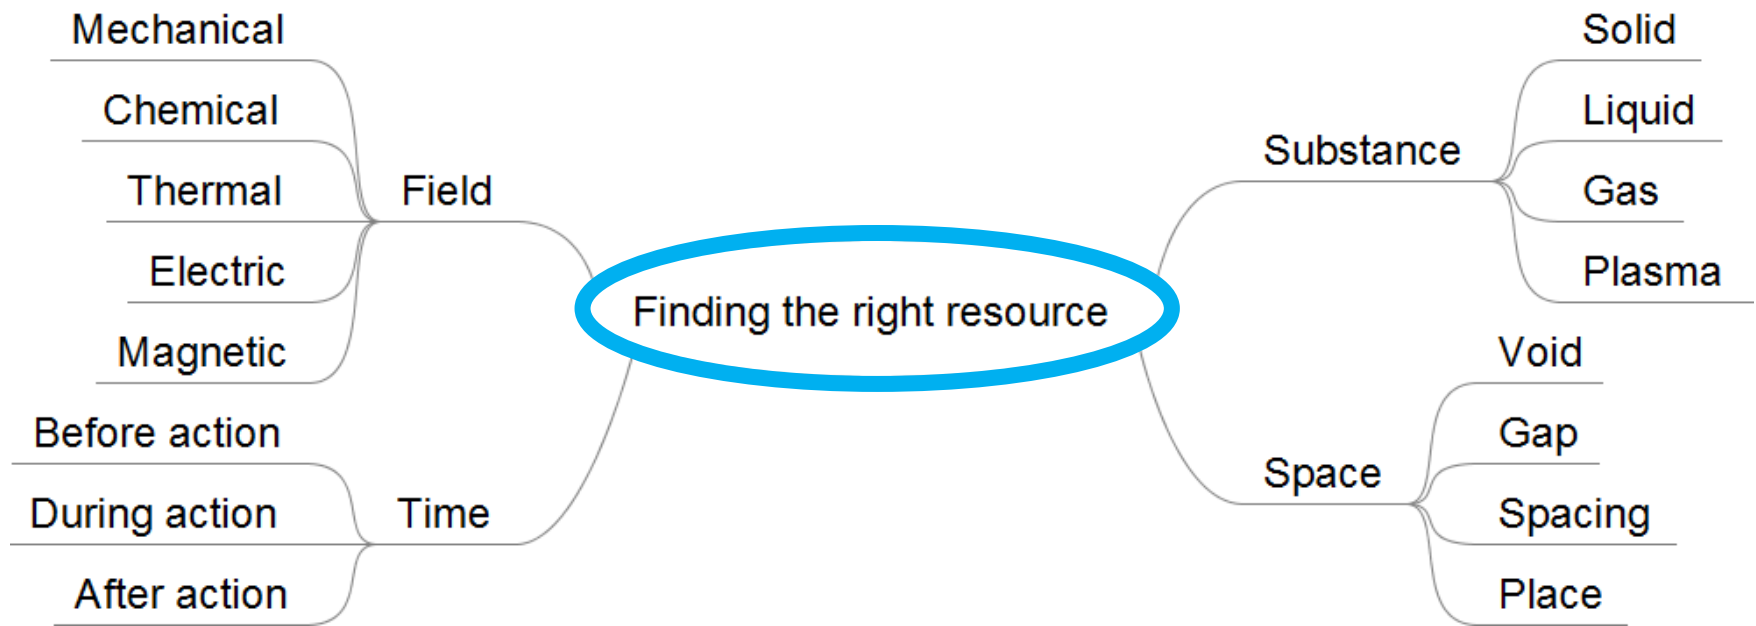 Mechanical
Chemical
Thermal
Electric
Magnetic
Field
Before action
During action
After action
Time
Finding the right resource
Substance
Solid
Liquid
Gas
Plasma
Space
Void
Gap
Spacing
Place